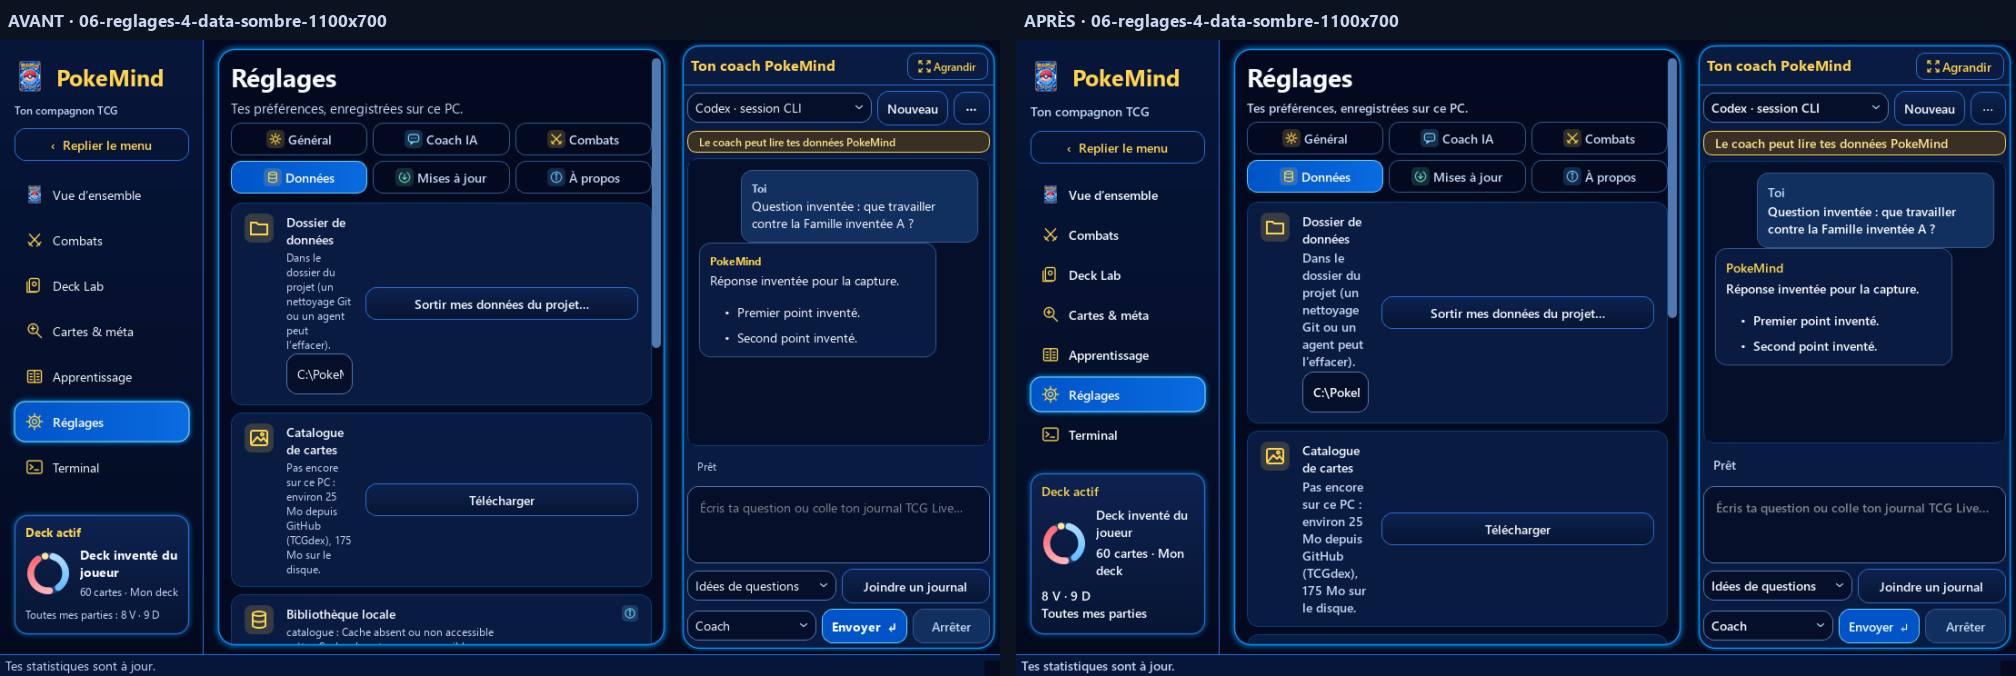 AVANT · 06-reglages-4-data-sombre-1100x700
PokeMind
Ton compagnon TCG
‹ Replier le menu
Vue d'ensemble
Combats
Deck Lab
Cartes & méta
Apprentissage
Réglages
Terminal
Deck actif
Deck inventé du
joueur
60 cartes · Mon deck
Toutes mes parties : 8 V · 9 D
Réglages
Tes préférences, enregistrées sur ce PC.
Général
Coach IA
Combats
Données
Mises à jour
À propos
Dossier de
données
Dans le
dossier du
projet (un
nettoyage Git
ou un agent
peut
l'effacer).
C:\Poke
Sortir mes données du projet...
Catalogue
de cartes
Pas encore
sur ce PC :
environ 25
Mo depuis
GitHub
(TCGdex), 175
Mo sur le
disque.
Télécharger
Bibliothèque locale
catalogue : Cache absent ou non accessible
Ton coach PokeMind
Agrandir
Codex · session CLI
Nouveau
...
Le coach peut lire tes données PokeMind
Toi
Question inventée : que travailler
contre la Famille inventée A ?
PokeMind
Réponse inventée pour la capture.
• Premier point inventé.
• Second point inventé.
Prêt
Écris ta question ou colle ton journal TCG Live...
Idées de questions
Joindre un journal
Coach
Envoyer ↲
Arrêter
Tes statistiques sont à jour.
APRÈS · 06-reglages-4-data-sombre-1100x700
PokeMind
Ton compagnon TCG
‹ Replier le menu
Vue d'ensemble
Combats
Deck Lab
Cartes & méta
Apprentissage
Réglages
Terminal
Deck actif
Deck inventé du
joueur
60 cartes · Mon
deck
8 V · 9 D
Toutes mes parties
Réglages
Tes préférences, enregistrées sur ce PC.
Général
Coach IA
Combats
Données
Mises à jour
À propos
Dossier de
données
Dans le
dossier du
projet (un
nettoyage
Git ou un
agent peut
l'effacer).
C:\Pokel
Sortir mes données du projet...
Catalogue
de cartes
Pas encore
sur ce PC :
environ 25
Mo depuis
GitHub
(TCGdex),
175 Mo sur
le disque.
Télécharger
Ton coach PokeMind
Agrandir
Codex · session CLI
Nouveau
...
Le coach peut lire tes données PokeMind
Toi
Question inventée : que travailler
contre la Famille inventée A ?
PokeMind
Réponse inventée pour la capture.
• Premier point inventé.
• Second point inventé.
Prêt
Écris ta question ou colle ton journal TCG Live...
Idées de questions
Joindre un journal
Coach
Envoyer ↲
Arrêter
Tes statistiques sont à jour.